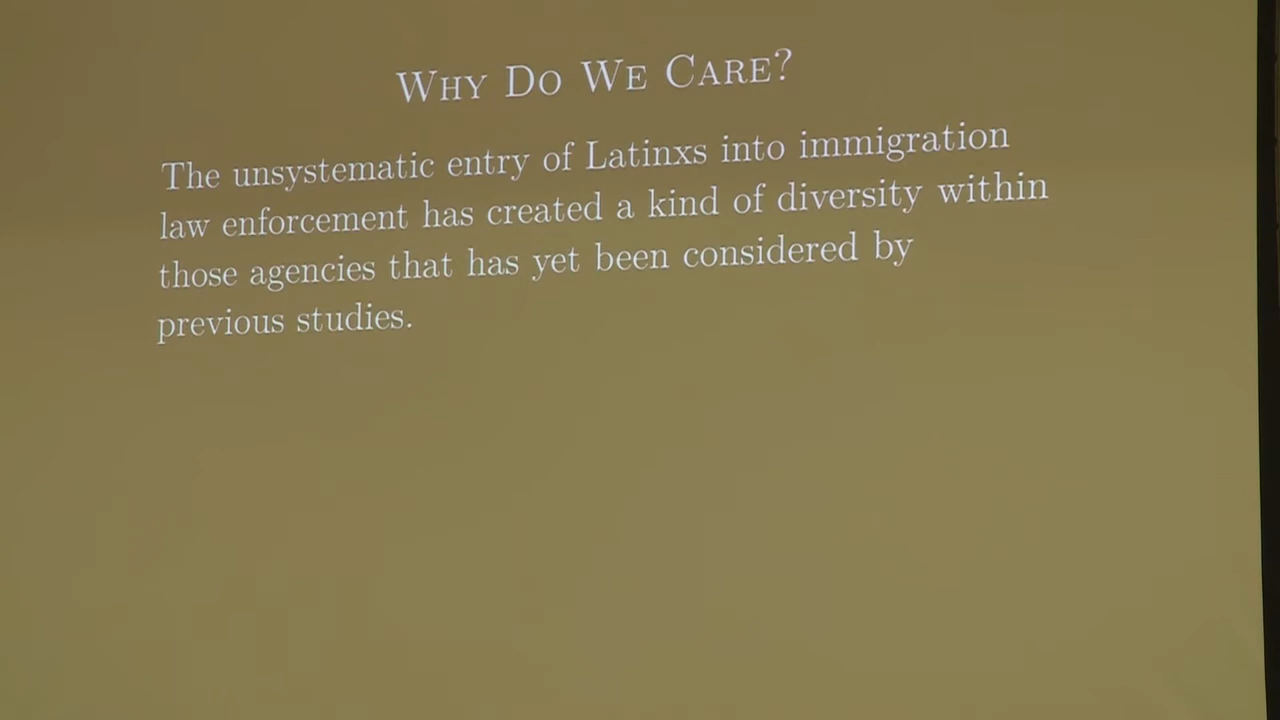 Why Do We Care?
The unsystematic entry of Latinxs into immigration
law enforcement has created a kind of diversity within
those agencies that has yet been considered by
previous studies.